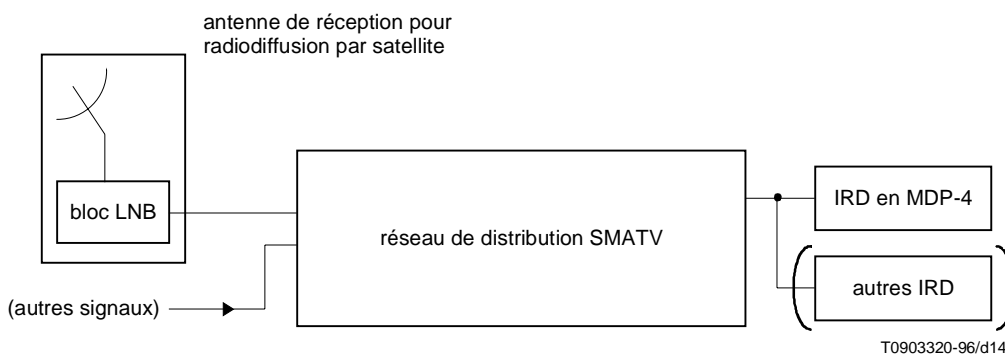 antenne de réception pour
radiodiffusion par satellite
bloc LNB
réseau de distribution SMATV
IRD en MDP-4
autres IRD
(autres signaux)
T0903320-96/d14